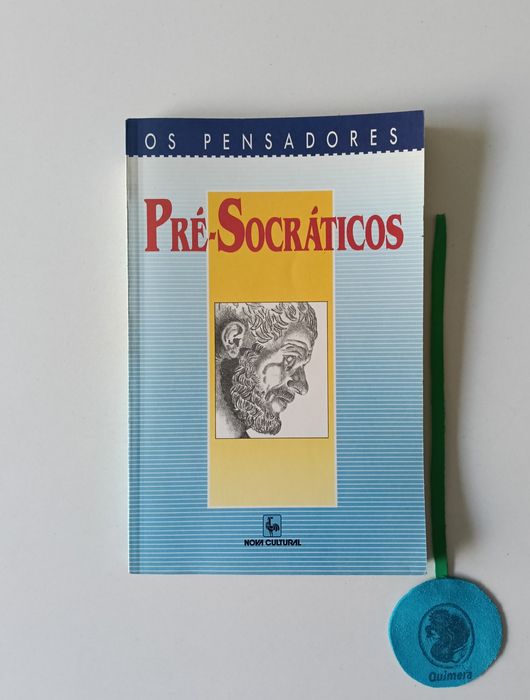 OS PENSADORES
PRÉ-SOCRÁTICOS
NOVA CULTURAL
Quimera